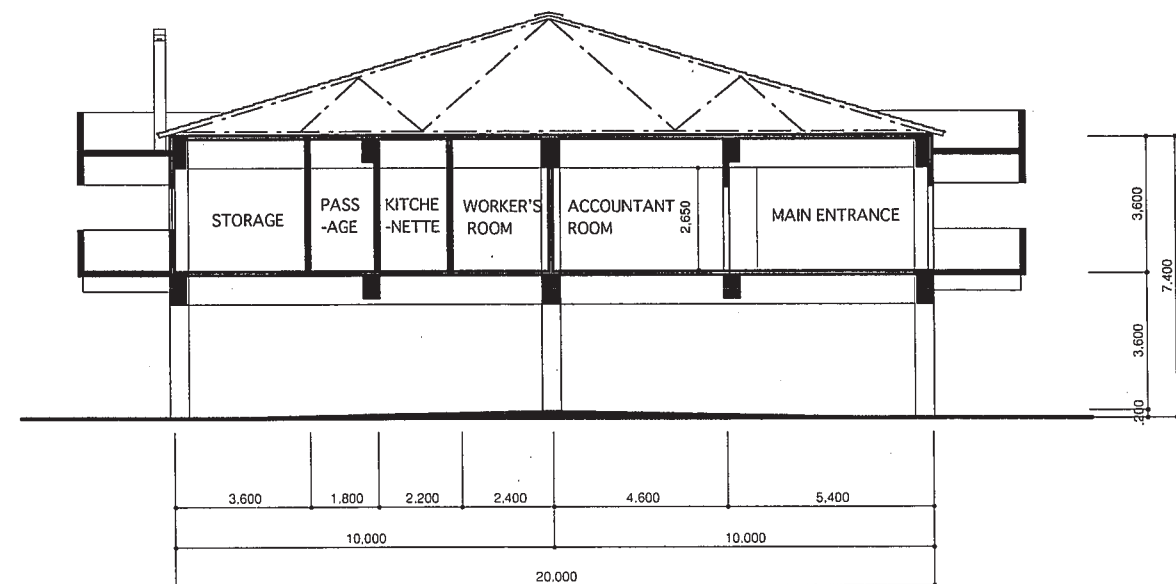 STORAGE
PASS
-AGE
KITCHE
-NETTE
WORKER'S
ROOM
ACCOUNTANT
ROOM
2,650
MAIN ENTRANCE
3,600
7,400
3,600
,200
3,600
1,800
2,200
2,400
4,600
5,400
10,000
10,000
20,000